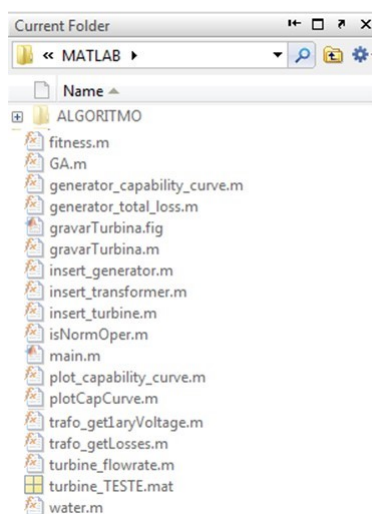 Current Folder
« MATLAB
Name
ALGORITMO
fitness.m
GA.m
generator_capability_curve.m
generator_total_loss.m
gravarTurbina.fig
gravarTurbina.m
insert_generator.m
insert_transformer.m
insert_turbine.m
isNormOper.m
main.m
plot_capability_curve.m
plotCapCurve.m
trafo_get1aryVoltage.m
trafo_getLosses.m
turbine_flowrate.m
turbine_TESTE.mat
water.m